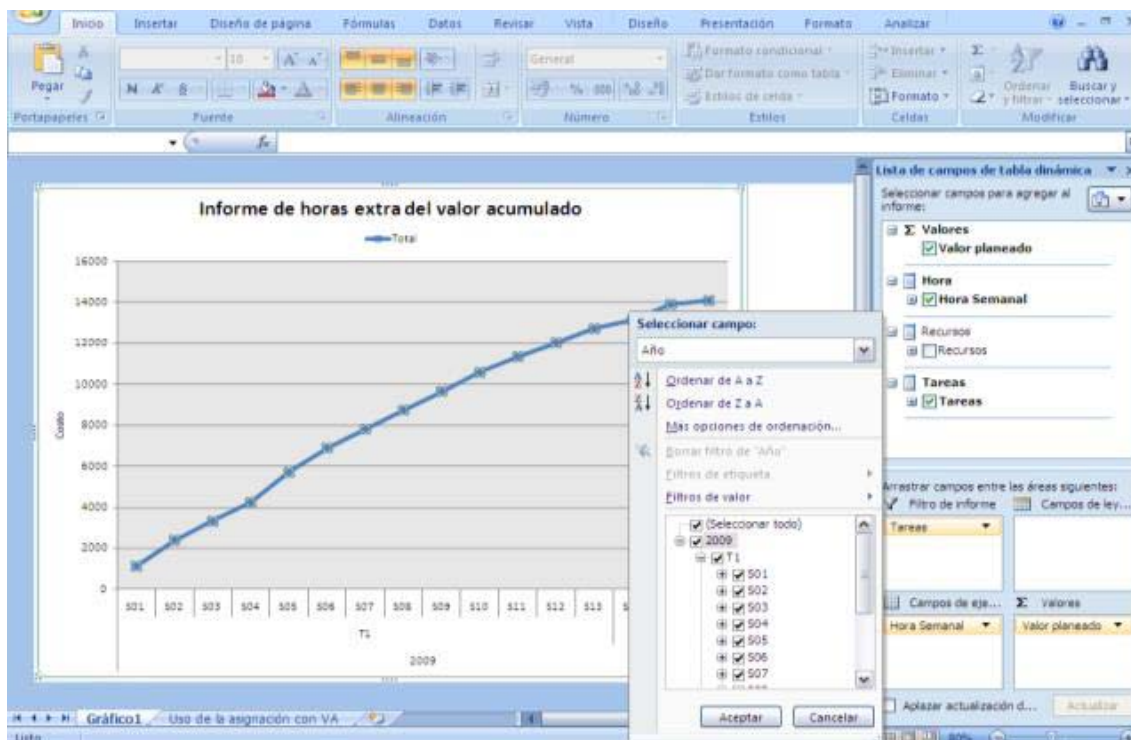 Inicio Insertar Diseño de página Fórmulas Datos Revisar Vista Diseño Presentación Formato Analizar
Pegar
10
N K S
General
% 000
Formato condicional
Dar formato como tabla
Estilos de celda
Insertar
Eliminar
Formato
Σ
Ordenar y filtrar
Buscar y seleccionar
Portapapeles Fuente Alineación Número Estilos Celdas Modificar
fx
Informe de horas extra del valor acumulado
Total
16000
14000
12000
10000
8000
6000
4000
2000
0
Costo
S01 S02 S03 S04 S05 S06 S07 S08 S09 S10 S11 S12 S13
T1
2009
Seleccionar campo:
Año
Ordenar de A a Z
Ordenar de Z a A
Más opciones de ordenación...
Borrar filtro de "Año"
Filtros de etiqueta
Filtros de valor
(Seleccionar todo)
2009
T1
S01
S02
S03
S04
S05
S06
S07
Aceptar Cancelar
Lista de campos de tabla dinámica
Seleccionar campos para agregar al
informe:
Σ Valores
Valor planeado
Hora
Hora Semanal
Recursos
Recursos
Tareas
Tareas
Arrastrar campos entre las áreas siguientes:
Filtro de informe Campos de ley...
Tareas
Campos de eje... Σ Valores
Hora Semanal Valor planeado
Aplazar actualización d... Actualizar
Gráfico1 Uso de la asignación con VA
Listo 80%